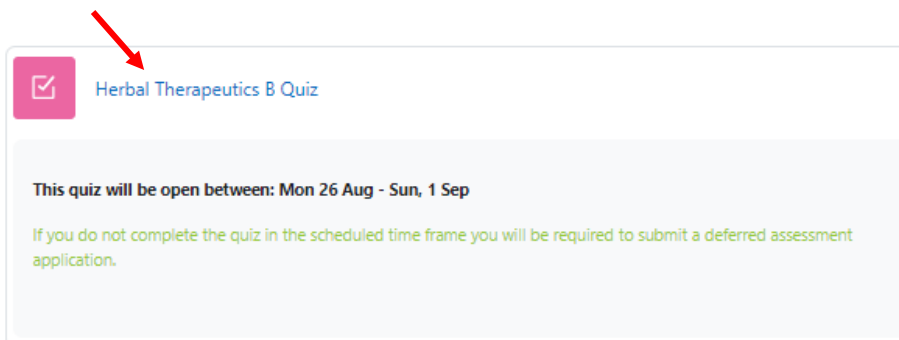 Herbal Therapeutics B Quiz
This quiz will be open between: Mon 26 Aug - Sun, 1 Sep
If you do not complete the quiz in the scheduled time frame you will be required to submit a deferred assessment
application.